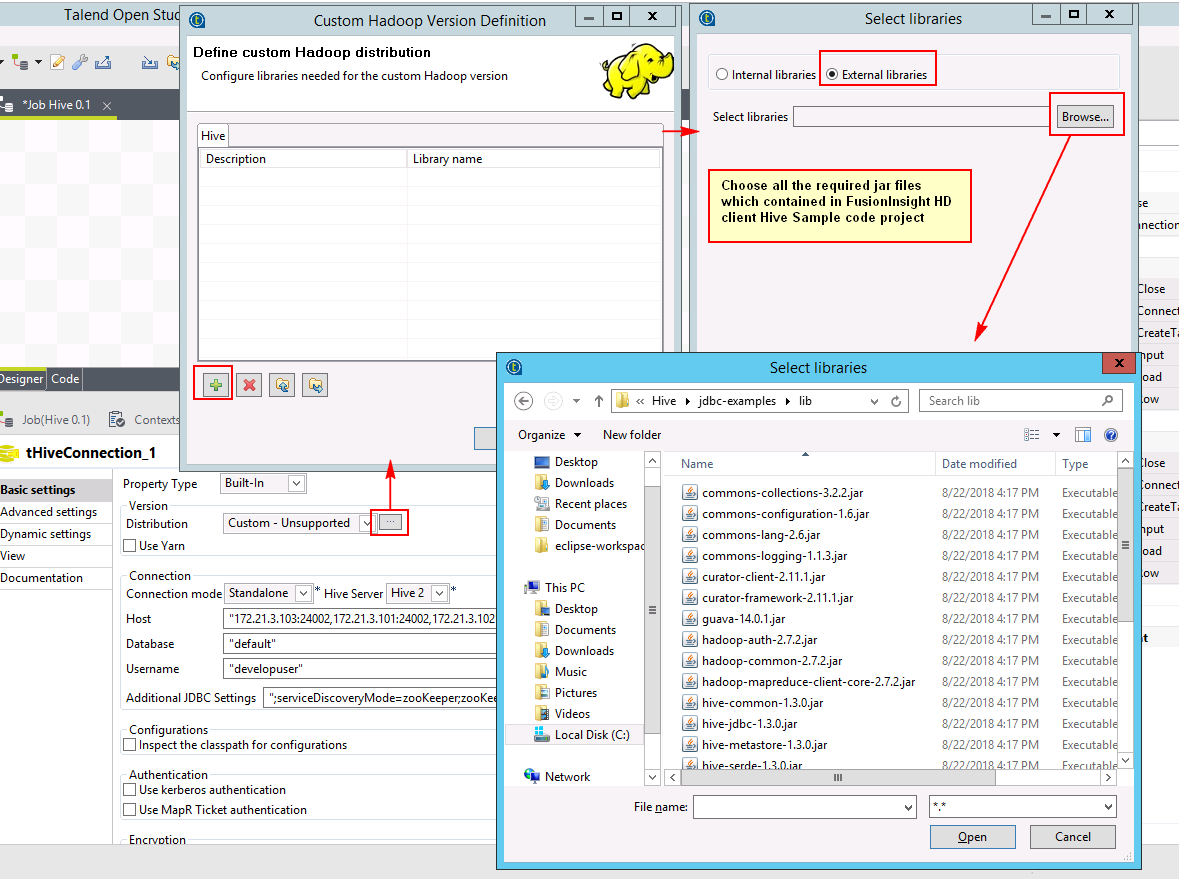 Talend Open Stu
*Job Hive 0.1
Designer
Code
Job(Hive 0.1)
Contexts
tHiveConnection_1
Basic settings
Advanced settings
Dynamic settings
View
Documentation
Property Type
Built-In
Version
Distribution
Custom - Unsupported
...
Use Yarn
Connection
Connection mode
Standalone
*
Hive Server
Hive 2
*
Host
"172.21.3.103:24002,172.21.3.101:24002,172.21.3.102
Database
"default"
Username
"developuser"
Additional JDBC Settings
";serviceDiscoveryMode=zooKeeper;zooKee
Configurations
Inspect the classpath for configurations
Authentication
Use kerberos authentication
Use MapR Ticket authentication
Encryption
Custom Hadoop Version Definition
Define custom Hadoop distribution
Configure libraries needed for the custom Hadoop version
Hive
Description
Library name
Select libraries
Internal libraries
External libraries
Select libraries
Browse...
Choose all the required jar files
which contained in FusionInsight HD
client Hive Sample code project
Select libraries
« Hive
jdbc-examples
lib
Search lib
Organize
New folder
Desktop
Downloads
Recent places
Documents
eclipse-workspac
This PC
Desktop
Documents
Downloads
Music
Pictures
Videos
Local Disk (C:)
Network
Name
Date modified
Type
commons-collections-3.2.2.jar 8/22/2018 4:17 PM Executable
commons-configuration-1.6.jar 8/22/2018 4:17 PM Executable
commons-lang-2.6.jar 8/22/2018 4:17 PM Executable
commons-logging-1.1.3.jar 8/22/2018 4:17 PM Executable
curator-client-2.11.1.jar 8/22/2018 4:17 PM Executable
curator-framework-2.11.1.jar 8/22/2018 4:17 PM Executable
guava-14.0.1.jar 8/22/2018 4:17 PM Executable
hadoop-auth-2.7.2.jar 8/22/2018 4:17 PM Executable
hadoop-common-2.7.2.jar 8/22/2018 4:17 PM Executable
hadoop-mapreduce-client-core-2.7.2.jar 8/22/2018 4:17 PM Executable
hive-common-1.3.0.jar 8/22/2018 4:17 PM Executable
hive-jdbc-1.3.0.jar 8/22/2018 4:17 PM Executable
hive-metastore-1.3.0.jar 8/22/2018 4:17 PM Executable
hive-serde-1.3.0.jar 8/22/2018 4:17 PM Executable
File name:
*.*
Open
Cancel
Close
Connect
CreateTa
nput
oad
ow
Close
Connect
CreateTa
nput
oad
ow